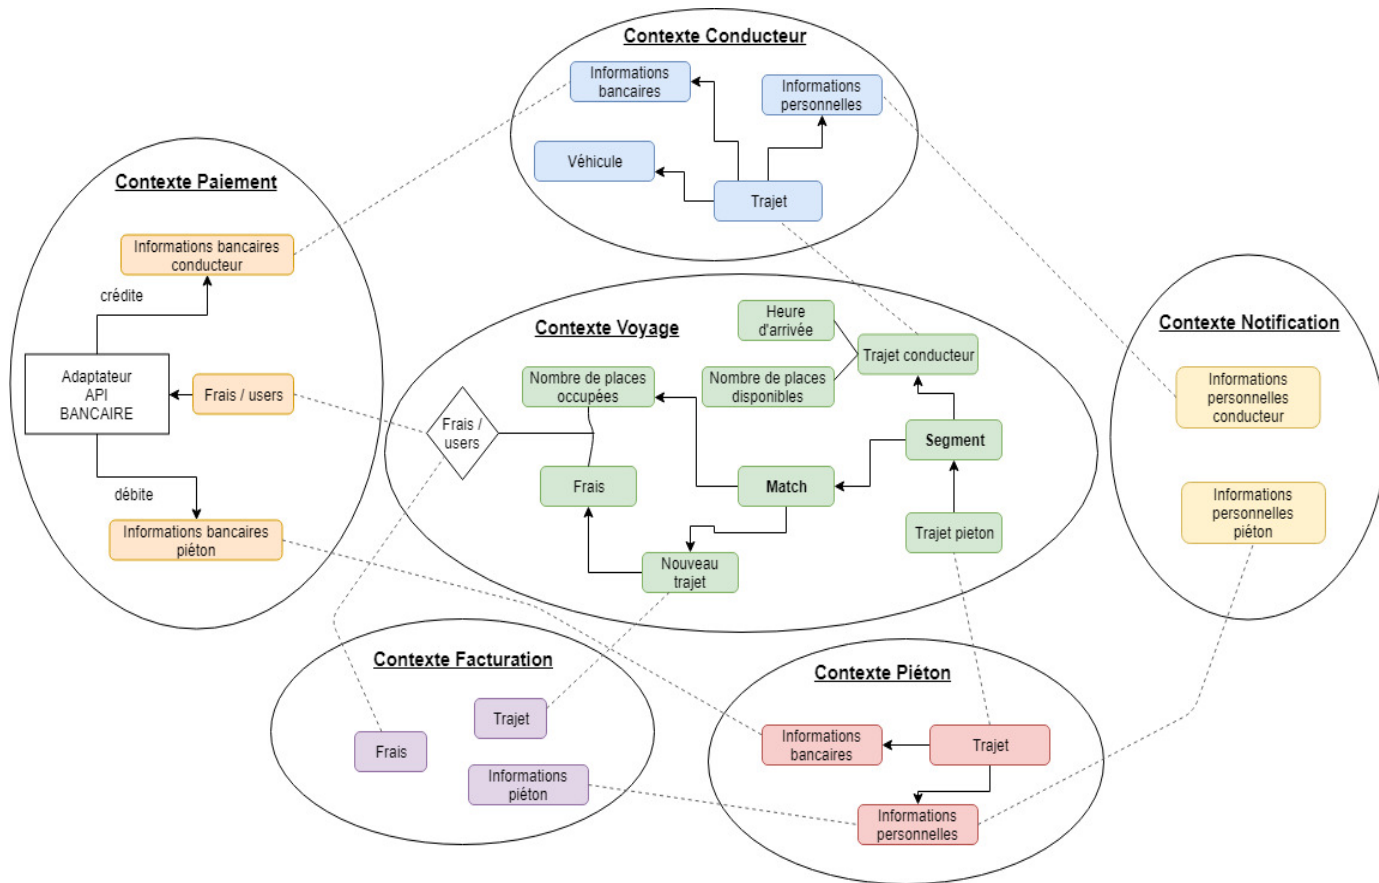 Contexte Conducteur
Informations
bancaires
Informations
personnelles
Véhicule
Trajet
Contexte Paiement
Informations bancaires
conducteur
crédite
Adaptateur
API
BANCAIRE
Frais / users
débite
Informations bancaires
piéton
Contexte Voyage
Heure
d'arrivée
Trajet conducteur
Nombre de places
occupées
Nombre de places
disponibles
Frais /
users
Segment
Frais
Match
Trajet pieton
Nouveau
trajet
Contexte Notification
Informations
personnelles
conducteur
Informations
personnelles
piéton
Contexte Facturation
Trajet
Frais
Informations
piéton
Contexte Piéton
Informations
bancaires
Trajet
Informations
personnelles